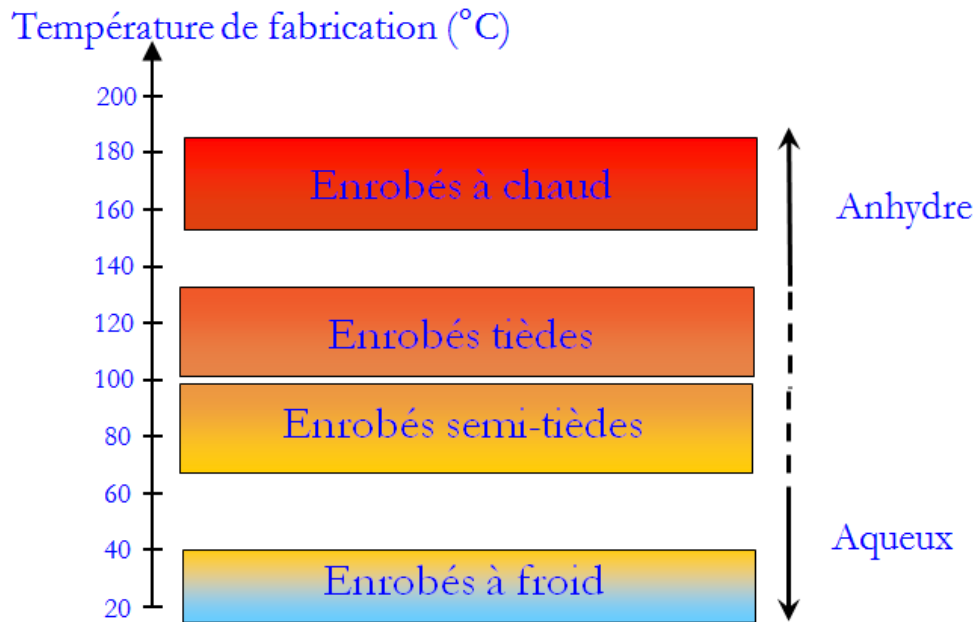 Température de fabrication (°C)
200
180
Enrobés à chaud
160
Anhydre
140
120
Enrobés tièdes
100
Enrobés semi-tièdes
80
60
Aqueux
40
Enrobés à froid
20